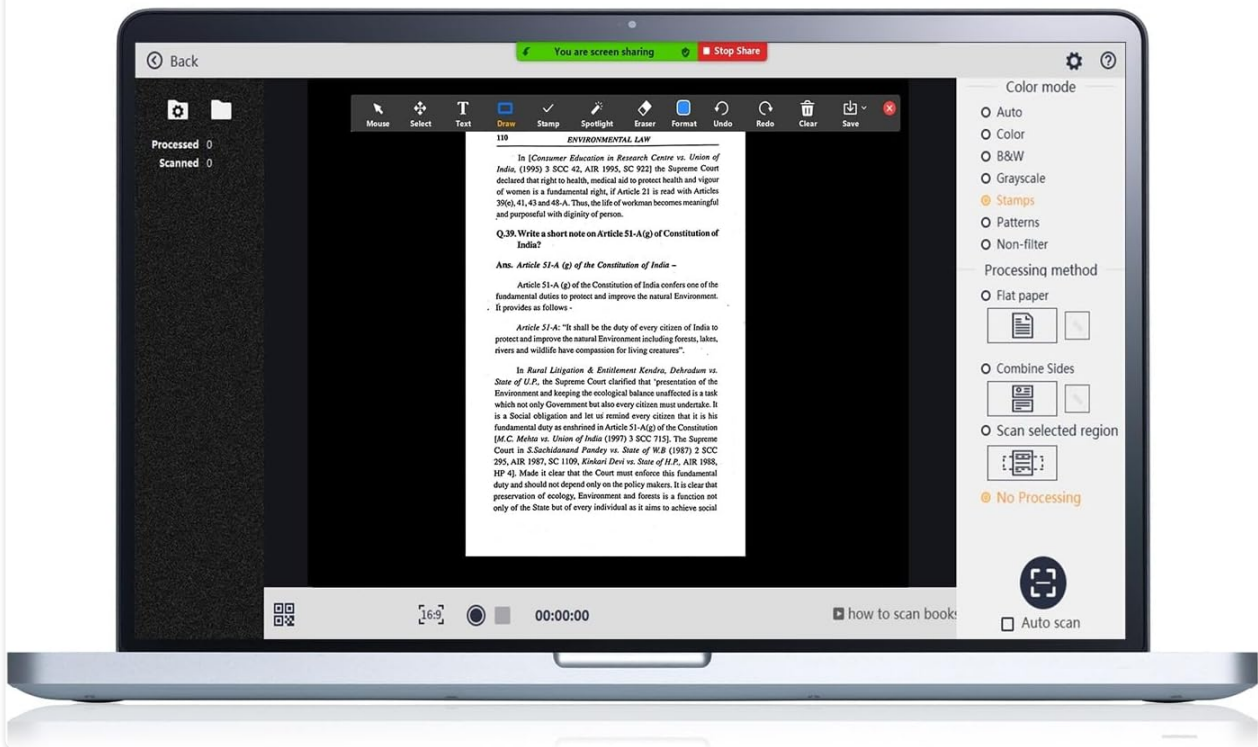 Back
You are screen sharing
Stop Share
Mouse
Select
Text
Draw
Stamp
Spotlight
Eraser
Format
Undo
Redo
Clear
Save
Processed 0
Scanned 0
110
ENVIRONMENTAL LAW
In [Consumer Education in Research Centre vs. Union of
India, (1995) 3 SCC 42, AIR 1995, SC 922] the Supreme Court
declared that right to health, medical aid to protect health and vigour
of women is a fundamental right, if Article 21 is read with Articles
39(e), 41, 43 and 48-A. Thus, the life of workman becomes meaningful
and purposeful with diginity of person.
Q.39. Write a short note on Article 51-A(g) of Constitution of
India?
Ans. Article 51-A (g) of the Constitution of India –
Article 51-A (g) of the Constitution of India confers one of the
fundamental duties to protect and improve the natural Environment.
It provides as follows -
Article 51-A: "It shall be the duty of every citizen of India to
protect and improve the natural Environment including forests, lakes,
rivers and wildlife have compassion for living creatures".
In Rural Litigation & Entitlement Kendra, Dehradum vs.
State of U.P., the Supreme Court clarified that "presentation of the
Environment and keeping the ecological balance unaffected is a task
which not only Government but also every citizen must undertake. It
is a Social obligation and let us remind every citizen that it is his
fundamental duty as enshrined in Article 51-A(g) of the Constitution
[M.C. Mehta vs. Union of India (1997) 3 SCC 715]. The Supreme
Court in S.Sachidanand Pandey vs. State of W.B (1987) 2 SCC
295, AIR 1987, SC 1109, Kinkari Devi vs. State of H.P., AIR 1988,
HP 4]. Made it clear that the Court must enforce this fundamental
duty and should not depend only on the policy makers. It is clear that
preservation of ecology, Environment and forests is a function not
only of the State but of every individual as it aims to achieve social
Color mode
Auto
Color
B&W
Grayscale
Stamps
Patterns
Non-filter
Processing method
Flat paper
Combine Sides
Scan selected region
No Processing
Auto scan
16:9
00:00:00
how to scan books